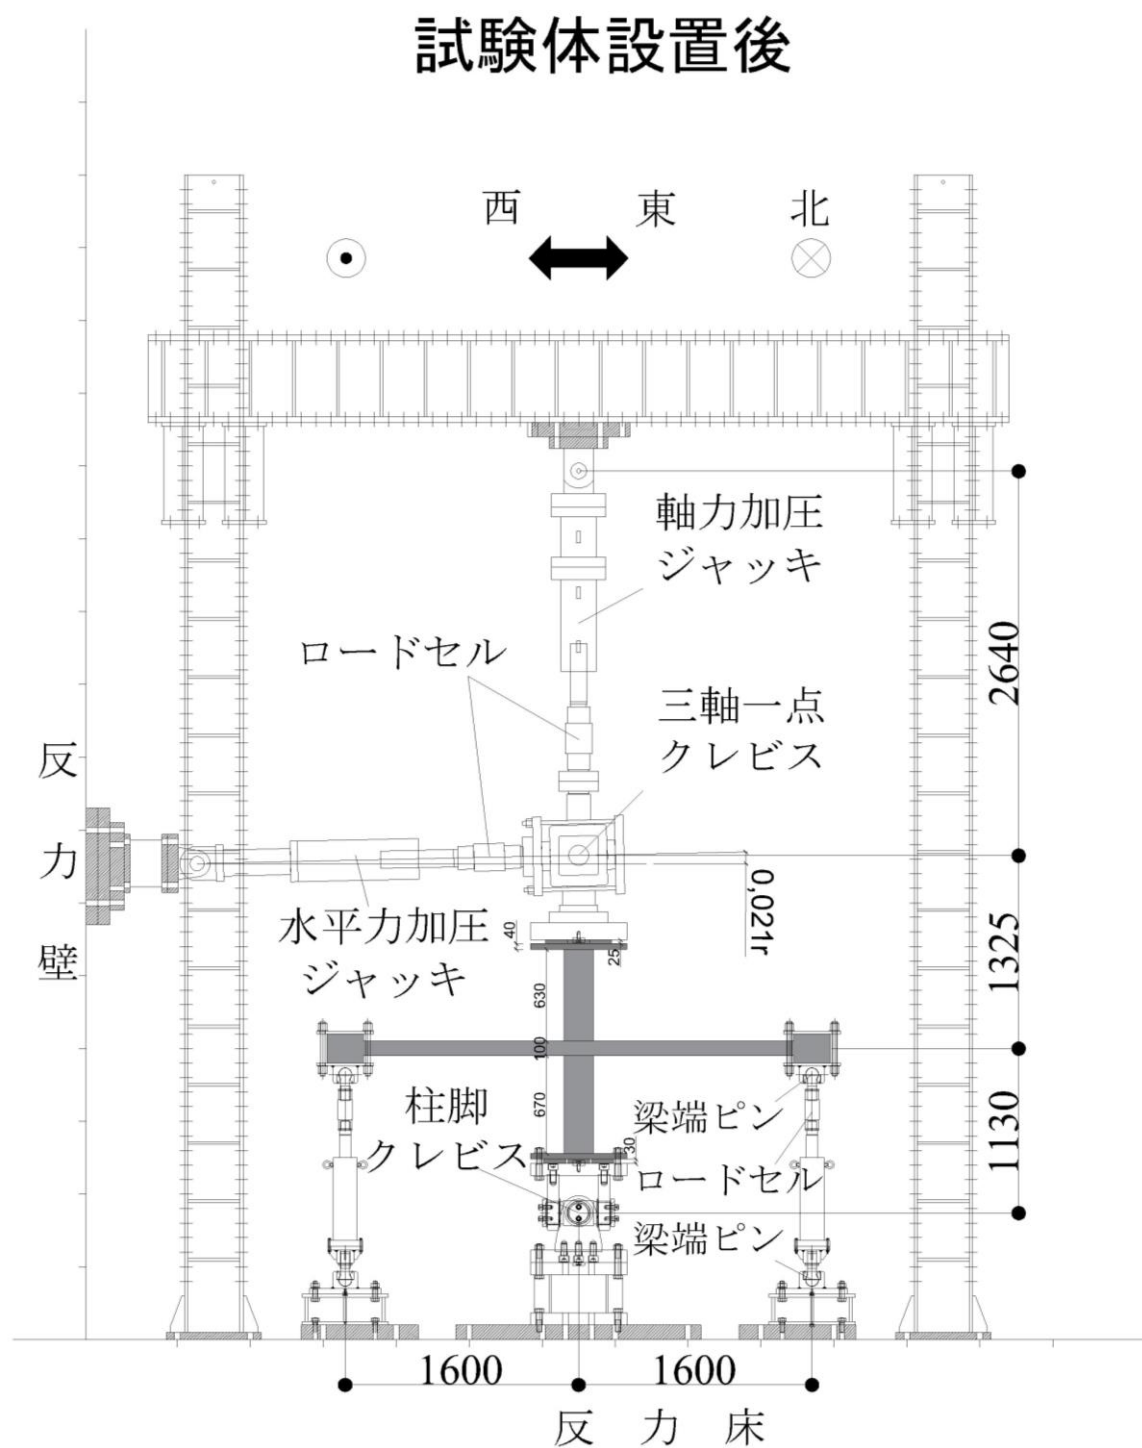 試験体設置後
西 東 北
軸力加圧
ジャッキ
2640
ロードセル
三軸一点
クレビス
反力壁
0,021r
水平力加圧
ジャッキ
40
25
1325
630
100
670
柱脚
クレビス
30
梁端ピン
ロードセル
梁端ピン
1130
1600 1600
反力床